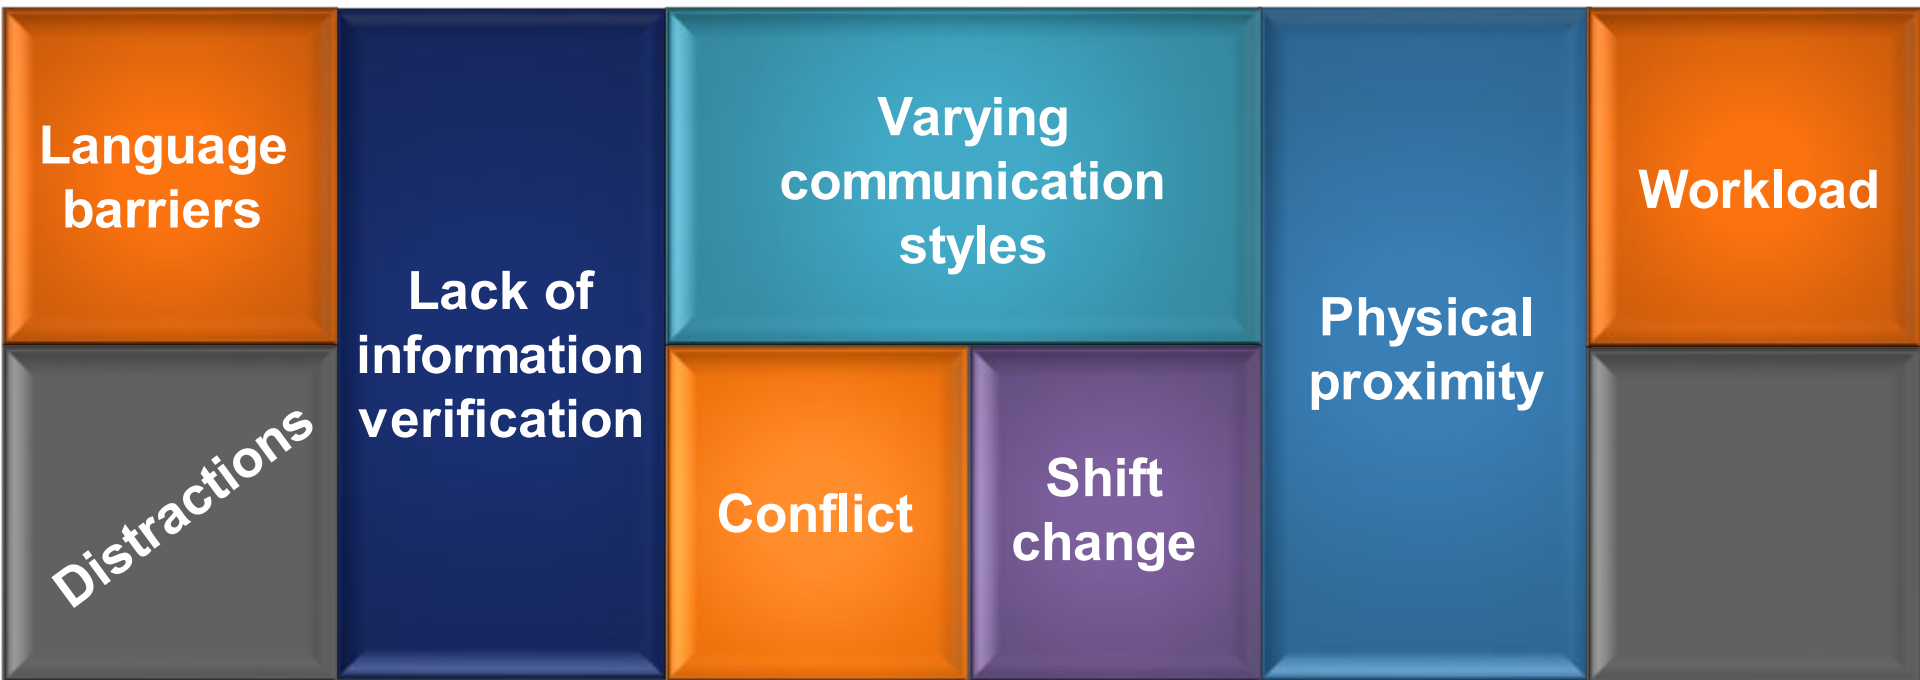 Language
barriers
Distractions
Lack of
information
verification
Varying
communication
styles
Conflict
Shift
change
Physical
proximity
Workload